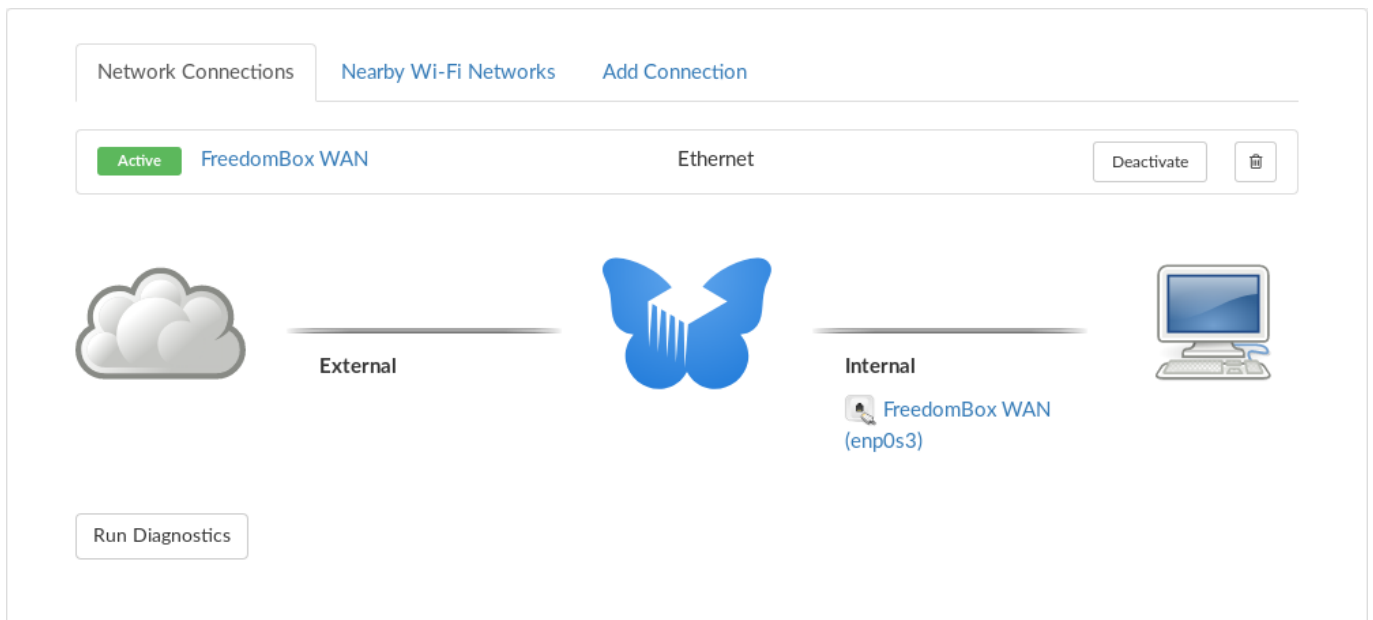 Network Connections Nearby Wi-Fi Networks Add Connection
Active FreedomBox WAN Ethernet Deactivate
External
Internal
FreedomBox WAN
(enp0s3)
Run Diagnostics